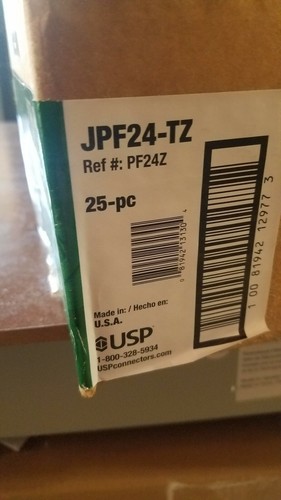 JPF24-TZ
Ref #: PF24Z
25-pc
Made in: / Hecho en:
U.S.A.
USP
1-800-328-5934
USPconnectors.com
1 00 81942 12977 3